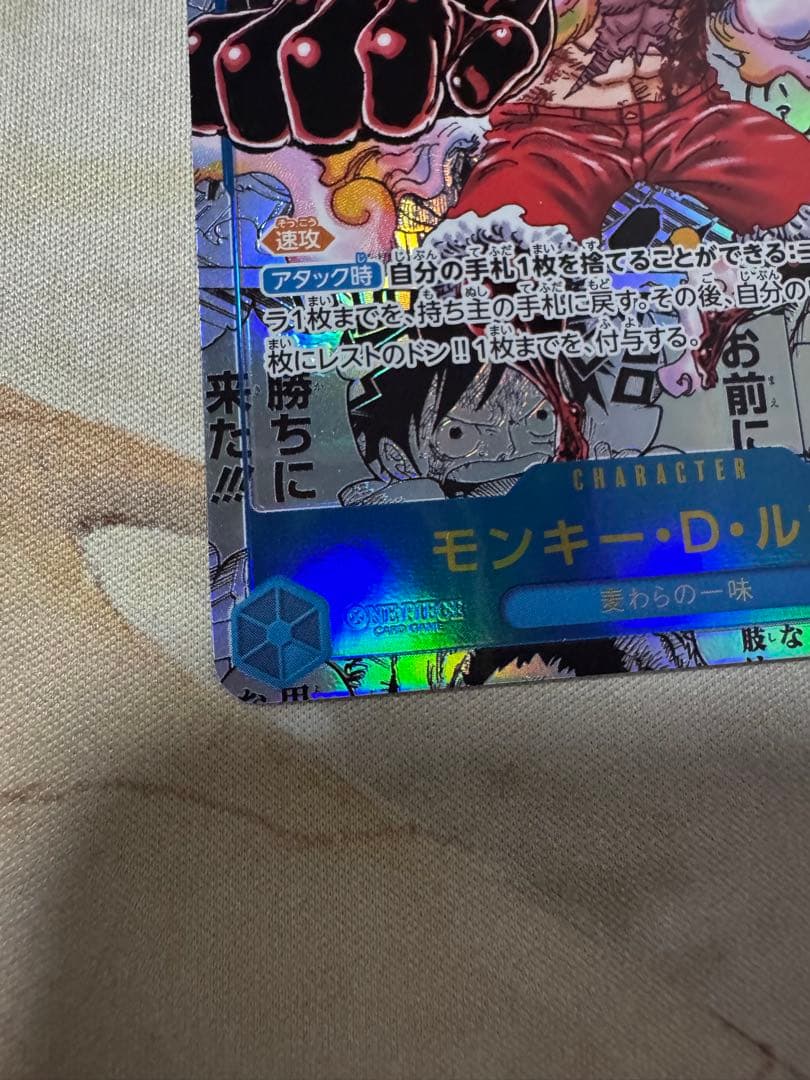 速攻
アタック時 自分の手札1枚を捨てることができる：
ラ1枚までを、持ち主の手札に戻す。その後、自分の
枚にレストのドン!!1枚までを、付与する。
お前に
勝ちに
来た!!!
CHARACTER
モンキー・D・ル
麦わらの一味
ONE PIECE
CARD GAME
な
肢